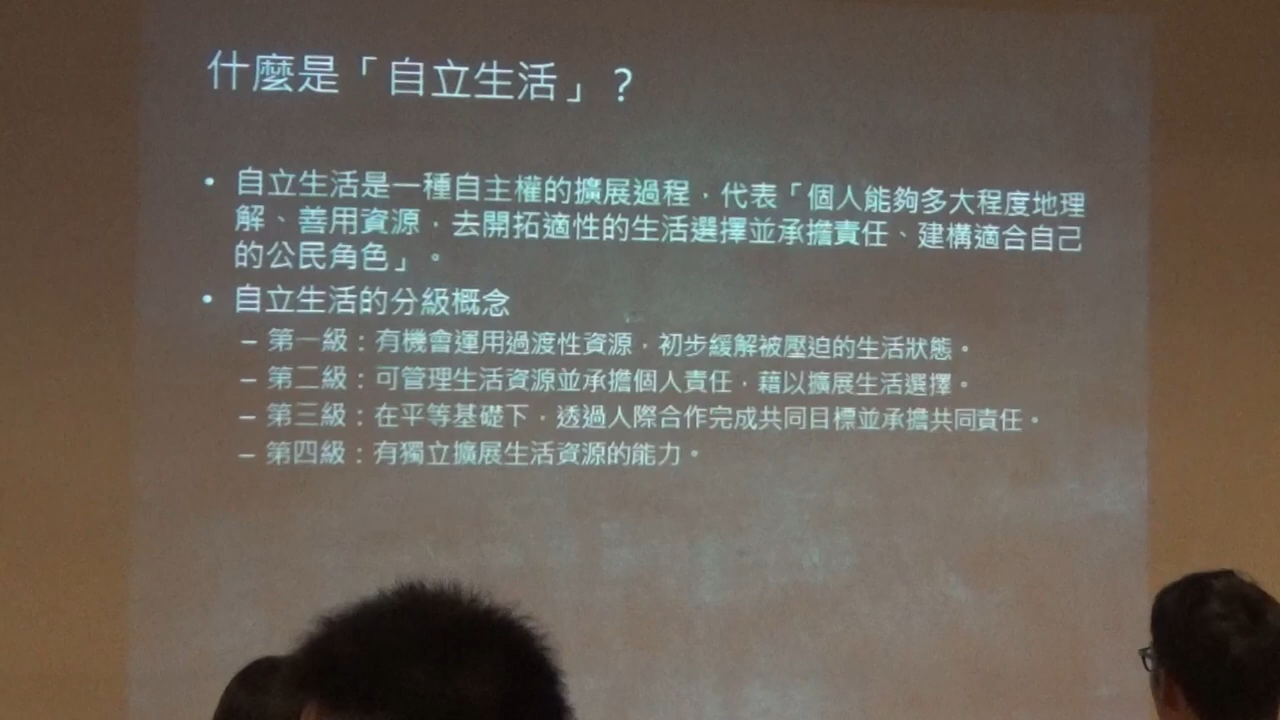 什麼是「自立生活」？
• 自立生活是一種自主權的擴展過程，代表「個人能夠多大程度地理
解、善用資源，去開拓適性的生活選擇並承擔責任、建構適合自己
的公民角色」。
• 自立生活的分級概念
– 第一級：有機會運用過渡性資源，初步緩解被壓迫的生活狀態。
– 第二級：可管理生活資源並承擔個人責任，藉以擴展生活選擇。
– 第三級：在平等基礎下，透過人際合作完成共同目標並承擔共同責任。
– 第四級：有獨立擴展生活資源的能力。